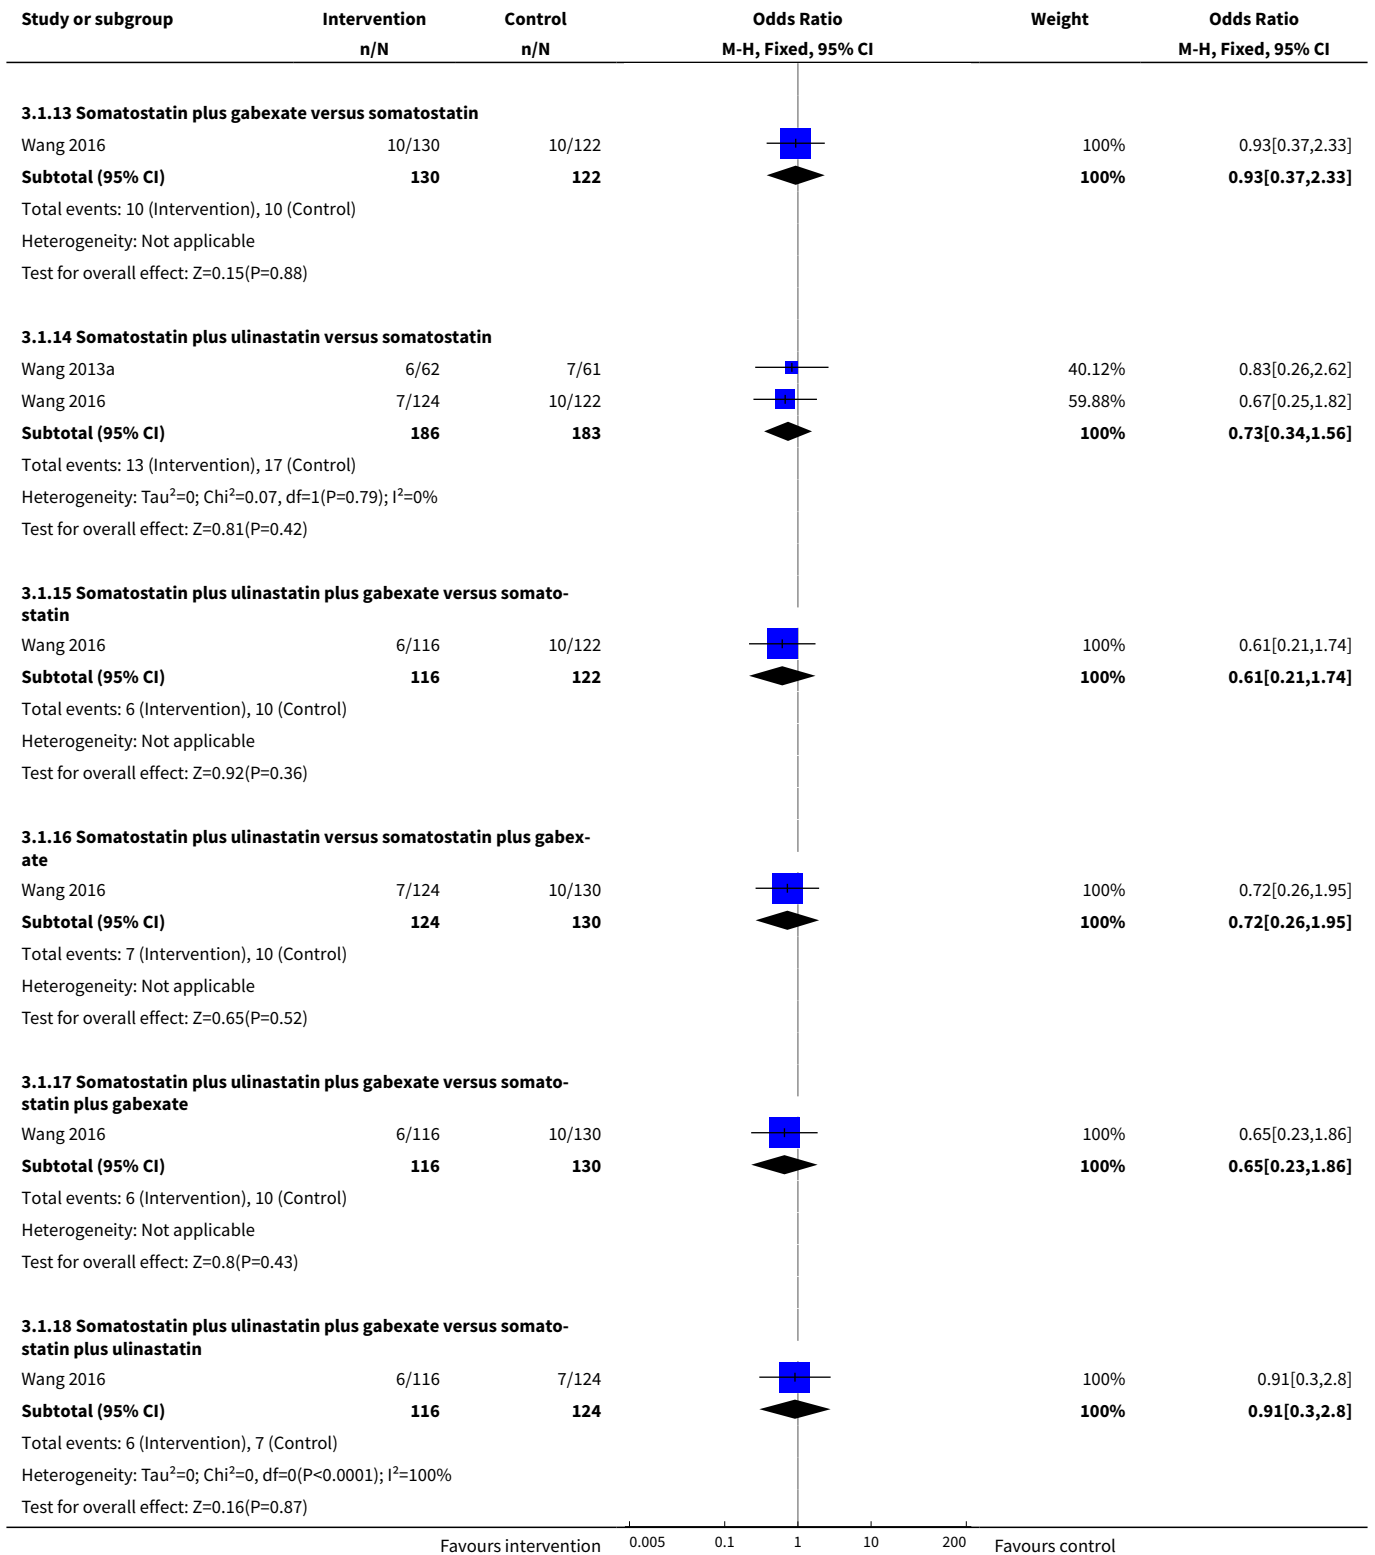 Study or subgroup Intervention Control Odds Ratio Weight Odds Ratio
n/N n/N M-H, Fixed, 95% CI M-H, Fixed, 95% CI
3.1.13 Somatostatin plus gabexate versus somatostatin
Wang 2016 10/130 10/122 100% 0.93[0.37,2.33]
Subtotal (95% CI) 130 122 100% 0.93[0.37,2.33]
Total events: 10 (Intervention), 10 (Control)
Heterogeneity: Not applicable
Test for overall effect: Z=0.15(P=0.88)
3.1.14 Somatostatin plus ulinastatin versus somatostatin
Wang 2013a 6/62 7/61 40.12% 0.83[0.26,2.62]
Wang 2016 7/124 10/122 59.88% 0.67[0.25,1.82]
Subtotal (95% CI) 186 183 100% 0.73[0.34,1.56]
Total events: 13 (Intervention), 17 (Control)
Heterogeneity: Tau²=0; Chi²=0.07, df=1(P=0.79); I²=0%
Test for overall effect: Z=0.81(P=0.42)
3.1.15 Somatostatin plus ulinastatin plus gabexate versus somato-
statin
Wang 2016 6/116 10/122 100% 0.61[0.21,1.74]
Subtotal (95% CI) 116 122 100% 0.61[0.21,1.74]
Total events: 6 (Intervention), 10 (Control)
Heterogeneity: Not applicable
Test for overall effect: Z=0.92(P=0.36)
3.1.16 Somatostatin plus ulinastatin versus somatostatin plus gabex-
ate
Wang 2016 7/124 10/130 100% 0.72[0.26,1.95]
Subtotal (95% CI) 124 130 100% 0.72[0.26,1.95]
Total events: 7 (Intervention), 10 (Control)
Heterogeneity: Not applicable
Test for overall effect: Z=0.65(P=0.52)
3.1.17 Somatostatin plus ulinastatin plus gabexate versus somato-
statin plus gabexate
Wang 2016 6/116 10/130 100% 0.65[0.23,1.86]
Subtotal (95% CI) 116 130 100% 0.65[0.23,1.86]
Total events: 6 (Intervention), 10 (Control)
Heterogeneity: Not applicable
Test for overall effect: Z=0.8(P=0.43)
3.1.18 Somatostatin plus ulinastatin plus gabexate versus somato-
statin plus ulinastatin
Wang 2016 6/116 7/124 100% 0.91[0.3,2.8]
Subtotal (95% CI) 116 124 100% 0.91[0.3,2.8]
Total events: 6 (Intervention), 7 (Control)
Heterogeneity: Tau²=0; Chi²=0, df=0(P<0.0001); I²=100%
Test for overall effect: Z=0.16(P=0.87)
Favours intervention 0.005 0.1 1 10 200 Favours control